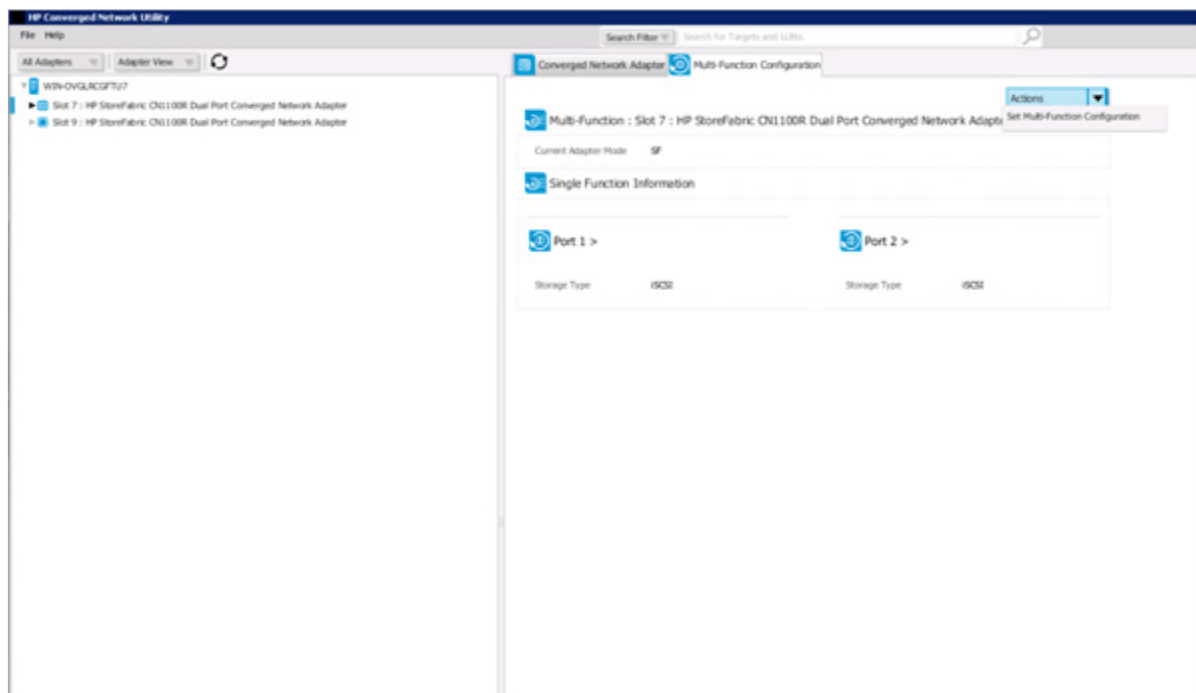 HP Converged Network Utility
File Help
Search Filter Search for Targets and LUNs.
All Adapters Adapter View
Converged Network Adapter Multi-Function Configuration
WIN-OVGLRCGFTU7
Slot 7 : HP StoreFabric CN1100R Dual Port Converged Network Adapter
Slot 9 : HP StoreFabric CN1100R Dual Port Converged Network Adapter
Actions
Set Multi-Function Configuration
Multi-Function : Slot 7 : HP StoreFabric CN1100R Dual Port Converged Network Adapt
Current Adapter Mode SF
Single Function Information
Port 1 > Port 2 >
Storage Type iSCSI Storage Type iSCSI